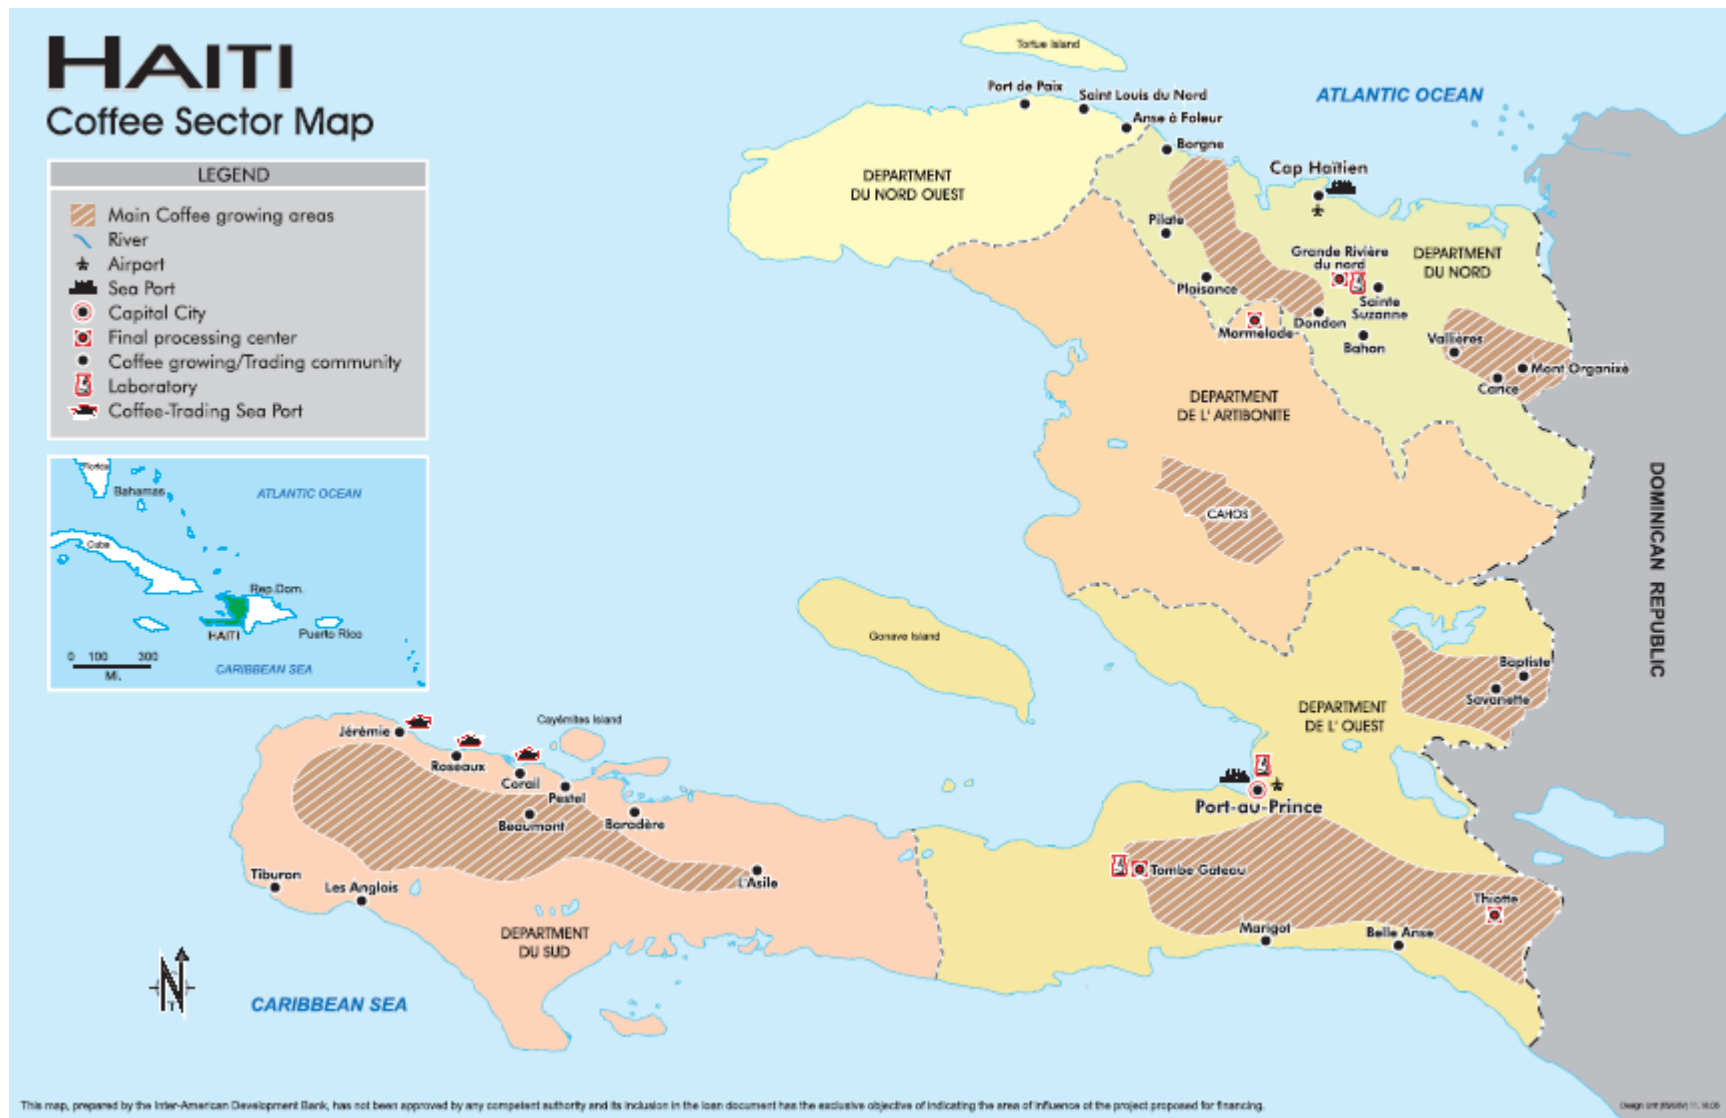 HAITI
Coffee Sector Map
LEGEND
Main Coffee growing areas
River
Airport
Sea Port
Capital City
Final processing center
Coffee growing/Trading community
Laboratory
Coffee-Trading Sea Port
Florida
Bahamas
ATLANTIC OCEAN
Cuba
Rep.Dom.
HAITI
Puerto Rico
0 100 300
Mi.
CARIBBEAN SEA
Tortue Island
Port de Paix
Saint Louis du Nord
Anse à Foleur
Borgne
ATLANTIC OCEAN
DEPARTMENT
DU NORD OUEST
Cap Haïtien
Pilate
Grande Rivière
du nord
DEPARTMENT
DU NORD
Plaisance
Sainte
Suzanne
Marmelade
Dondon
Bahon
Vallières
Mont Organixè
Carice
DEPARTMENT
DE L' ARTIBONITE
CAHOS
DOMINICAN REPUBLIC
Gonave Island
Baptiste
Savanette
DEPARTMENT
DE L' OUEST
Cayémites Island
Jérémie
Roseaux
Corail
Pestel
Beaumont
Baradère
Port-au-Prince
Tiburon
Les Anglois
L'Asile
Tombe Gateau
Thiotte
Marigot
Belle Anse
DEPARTMENT
DU SUD
N
CARIBBEAN SEA
This map, prepared by the Inter-American Development Bank, has not been approved by any competent authority and its inclusion in the loan document has the exclusive objective of indicating the area of influence of the project proposed for financing.